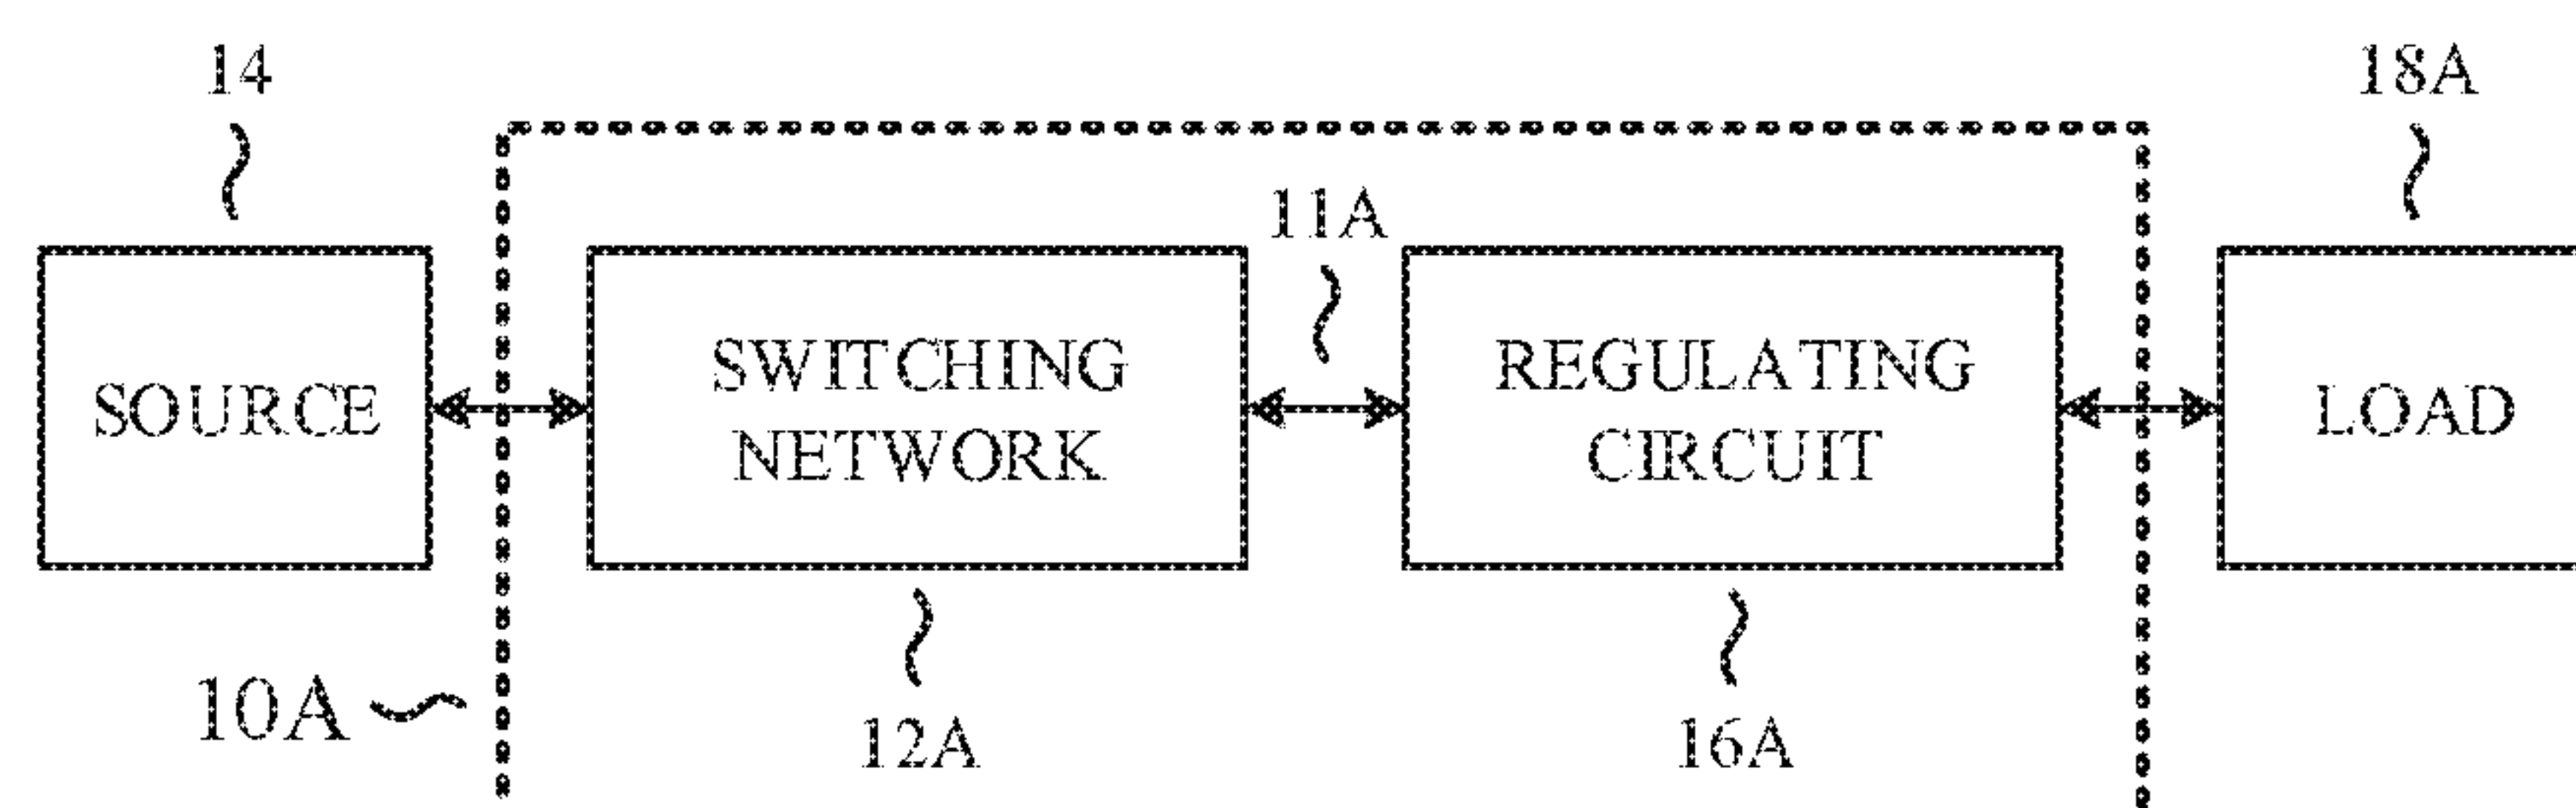 14
18A
11A
SOURCE
SWITCHING
NETWORK
REGULATING
CIRCUIT
LOAD
10A
12A
16A